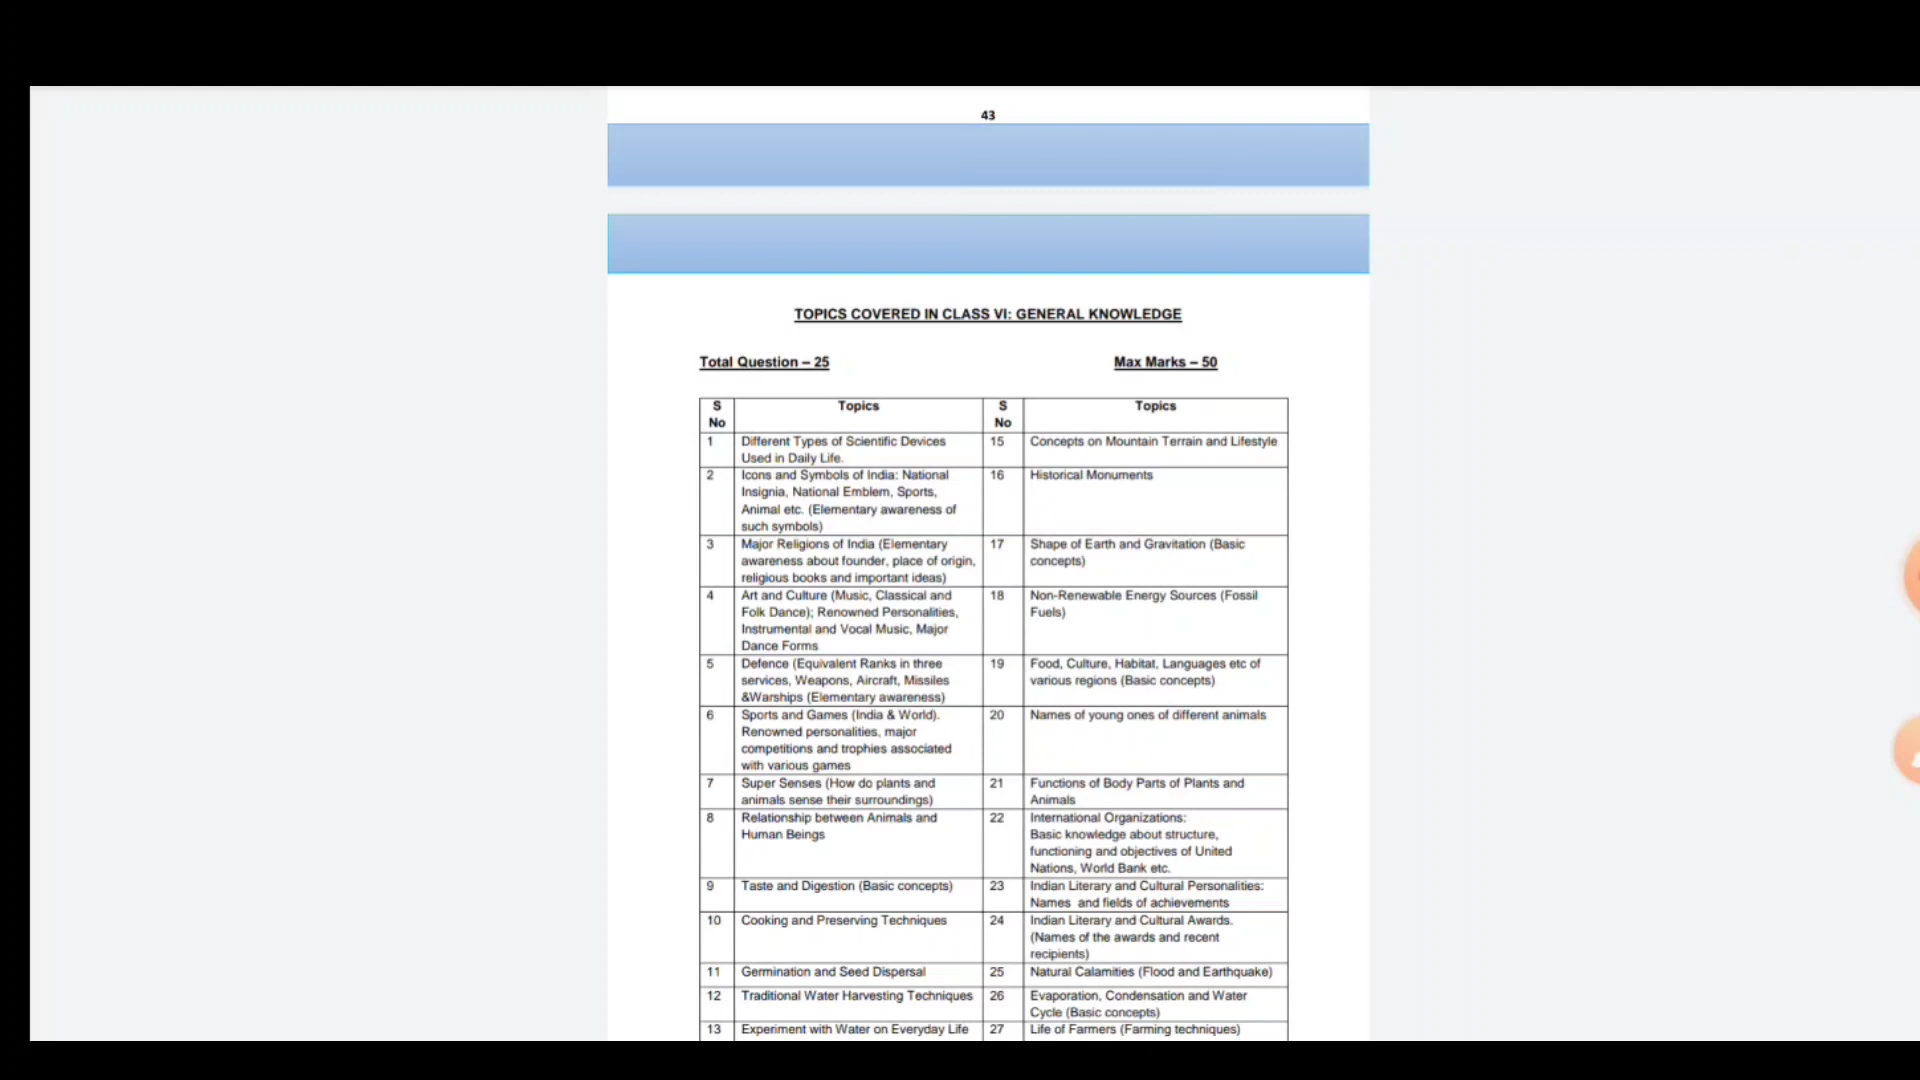 43
TOPICS COVERED IN CLASS VI: GENERAL KNOWLEDGE
Total Question – 25
Max Marks – 50
S No
Topics
S No
Topics
1
Different Types of Scientific Devices
Used in Daily Life.
15
Concepts on Mountain Terrain and Lifestyle
2
Icons and Symbols of India: National
Insignia, National Emblem, Sports,
Animal etc. (Elementary awareness of
such symbols)
16
Historical Monuments
3
Major Religions of India (Elementary
awareness about founder, place of origin,
religious books and important ideas)
17
Shape of Earth and Gravitation (Basic
concepts)
4
Art and Culture (Music, Classical and
Folk Dance); Renowned Personalities,
Instrumental and Vocal Music, Major
Dance Forms
18
Non-Renewable Energy Sources (Fossil
Fuels)
5
Defence (Equivalent Ranks in three
services, Weapons, Aircraft, Missiles
&Warships (Elementary awareness)
19
Food, Culture, Habitat, Languages etc of
various regions (Basic concepts)
6
Sports and Games (India & World).
Renowned personalities, major
competitions and trophies associated
with various games
20
Names of young ones of different animals
7
Super Senses (How do plants and
animals sense their surroundings)
21
Functions of Body Parts of Plants and
Animals
8
Relationship between Animals and
Human Beings
22
International Organizations:
Basic knowledge about structure,
functioning and objectives of United
Nations, World Bank etc.
9
Taste and Digestion (Basic concepts)
23
Indian Literary and Cultural Personalities:
Names and fields of achievements
10
Cooking and Preserving Techniques
24
Indian Literary and Cultural Awards.
(Names of the awards and recent
recipients)
11
Germination and Seed Dispersal
25
Natural Calamities (Flood and Earthquake)
12
Traditional Water Harvesting Techniques
26
Evaporation, Condensation and Water
Cycle (Basic concepts)
13
Experiment with Water on Everyday Life
27
Life of Farmers (Farming techniques)